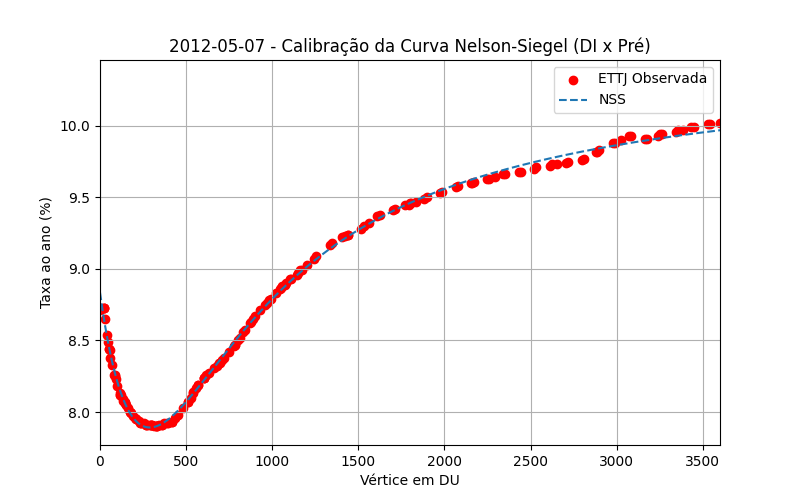 2012-05-07 - Calibração da Curva Nelson-Siegel (DI x Pré)
ETTJ Observada
NSS
10.0
9.5
9.0
8.5
8.0
Taxa ao ano (%)
0 500 1000 1500 2000 2500 3000 3500
Vértice em DU